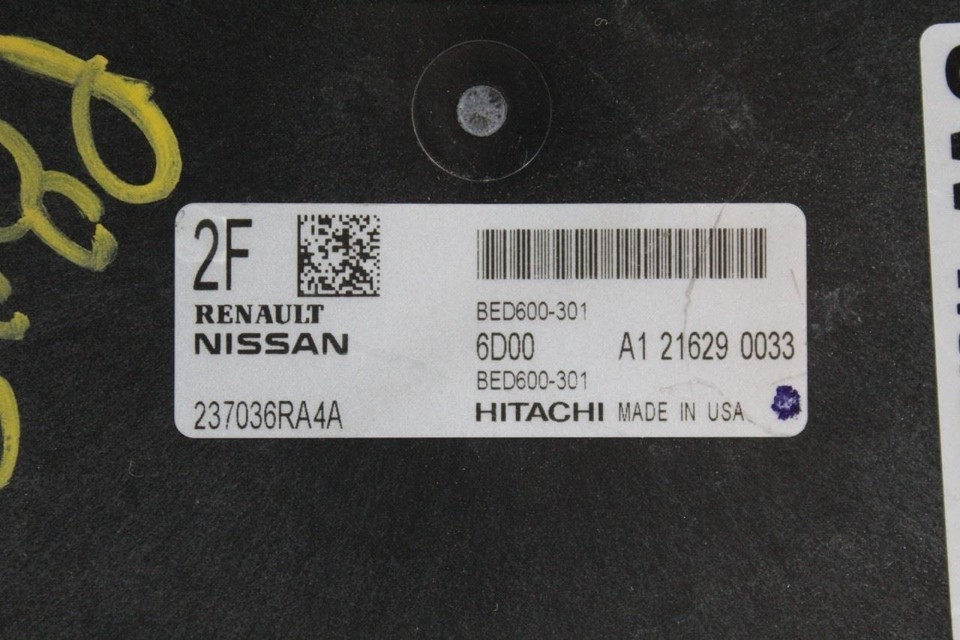 2F
RENAULT
NISSAN
237036RA4A
BED600-301
6D00 A1 21629 0033
BED600-301
HITACHI MADE IN USA